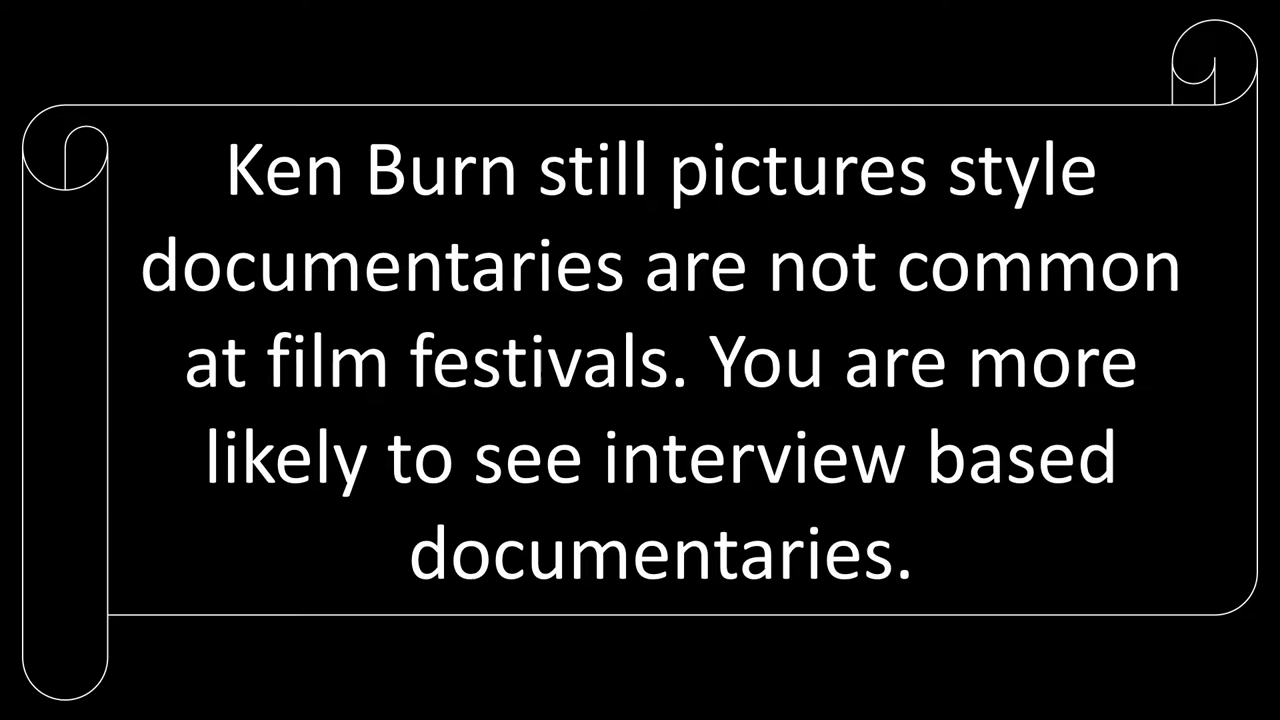 Ken Burn still pictures style
documentaries are not common
at film festivals. You are more
likely to see interview based
documentaries.